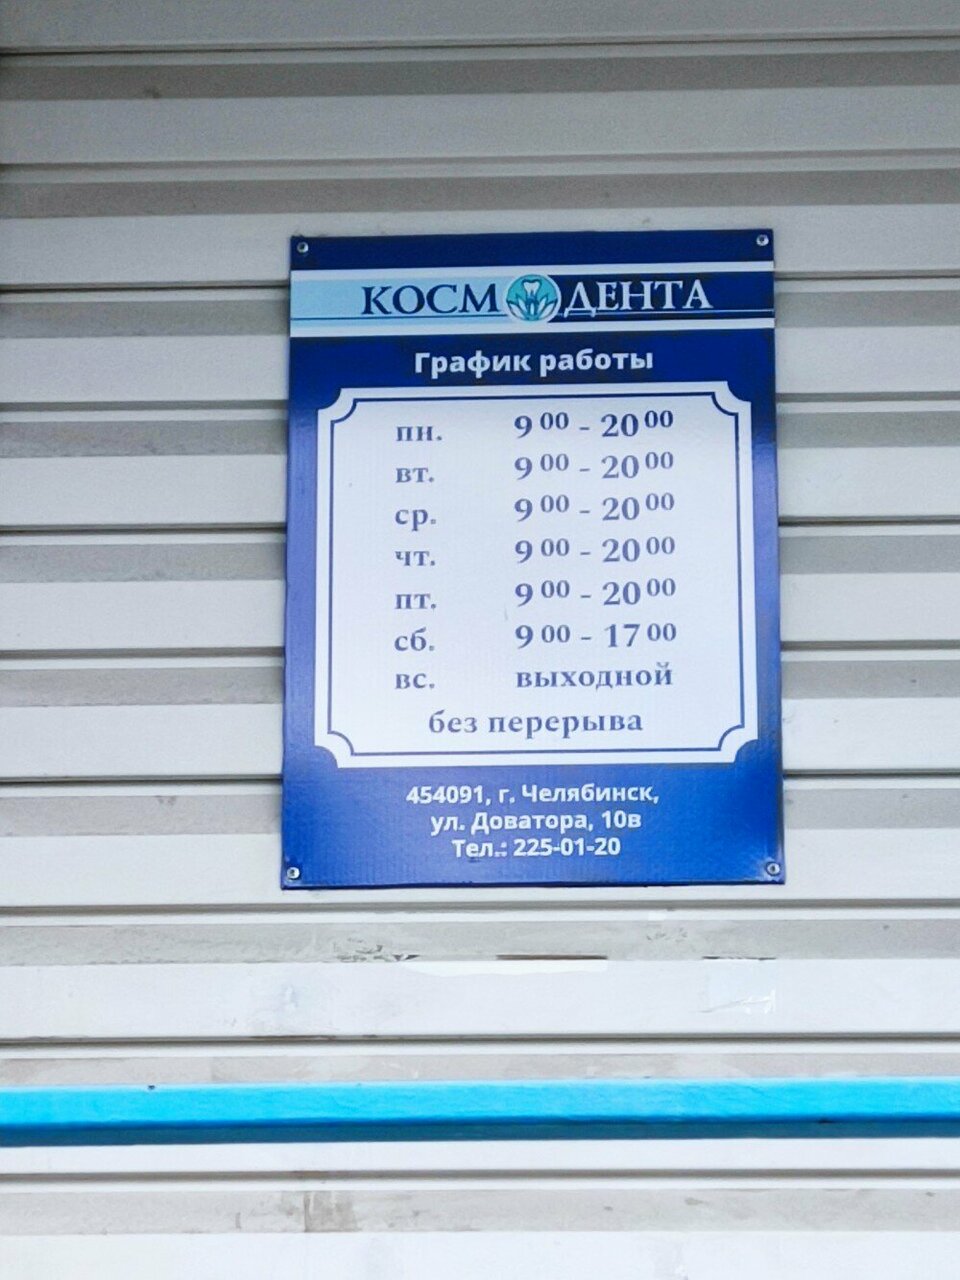 КОСМОДЕНТА
График работы
пн. 9 00 - 20 00
вт. 9 00 - 20 00
ср. 9 00 - 20 00
чт. 9 00 - 20 00
пт. 9 00 - 20 00
сб. 9 00 - 17 00
вс. выходной
без перерыва
454091, г. Челябинск,
ул. Доватора, 10в
Тел.: 225-01-20